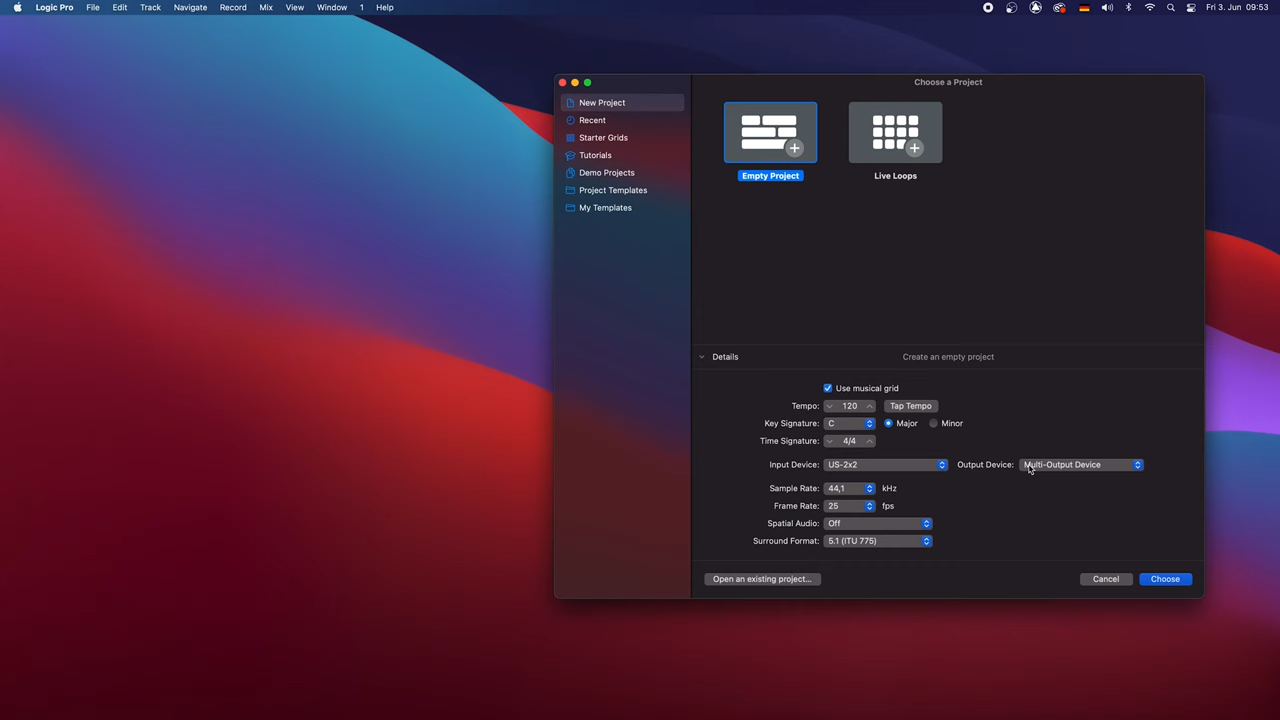 Logic Pro File Edit Track Navigate Record Mix View Window 1 Help Fri 3. Jun 09:53
Choose a Project
New Project
Recent
Starter Grids
Tutorials
Demo Projects
Project Templates
My Templates
Empty Project Live Loops
Details Create an empty project
Use musical grid
Tempo: 120 Tap Tempo
Key Signature: C Major Minor
Time Signature: 4/4
Input Device: US-2x2 Output Device: Multi-Output Device
Sample Rate: 44,1 kHz
Frame Rate: 25 fps
Spatial Audio: Off
Surround Format: 5.1 (ITU 775)
Open an existing project... Cancel Choose